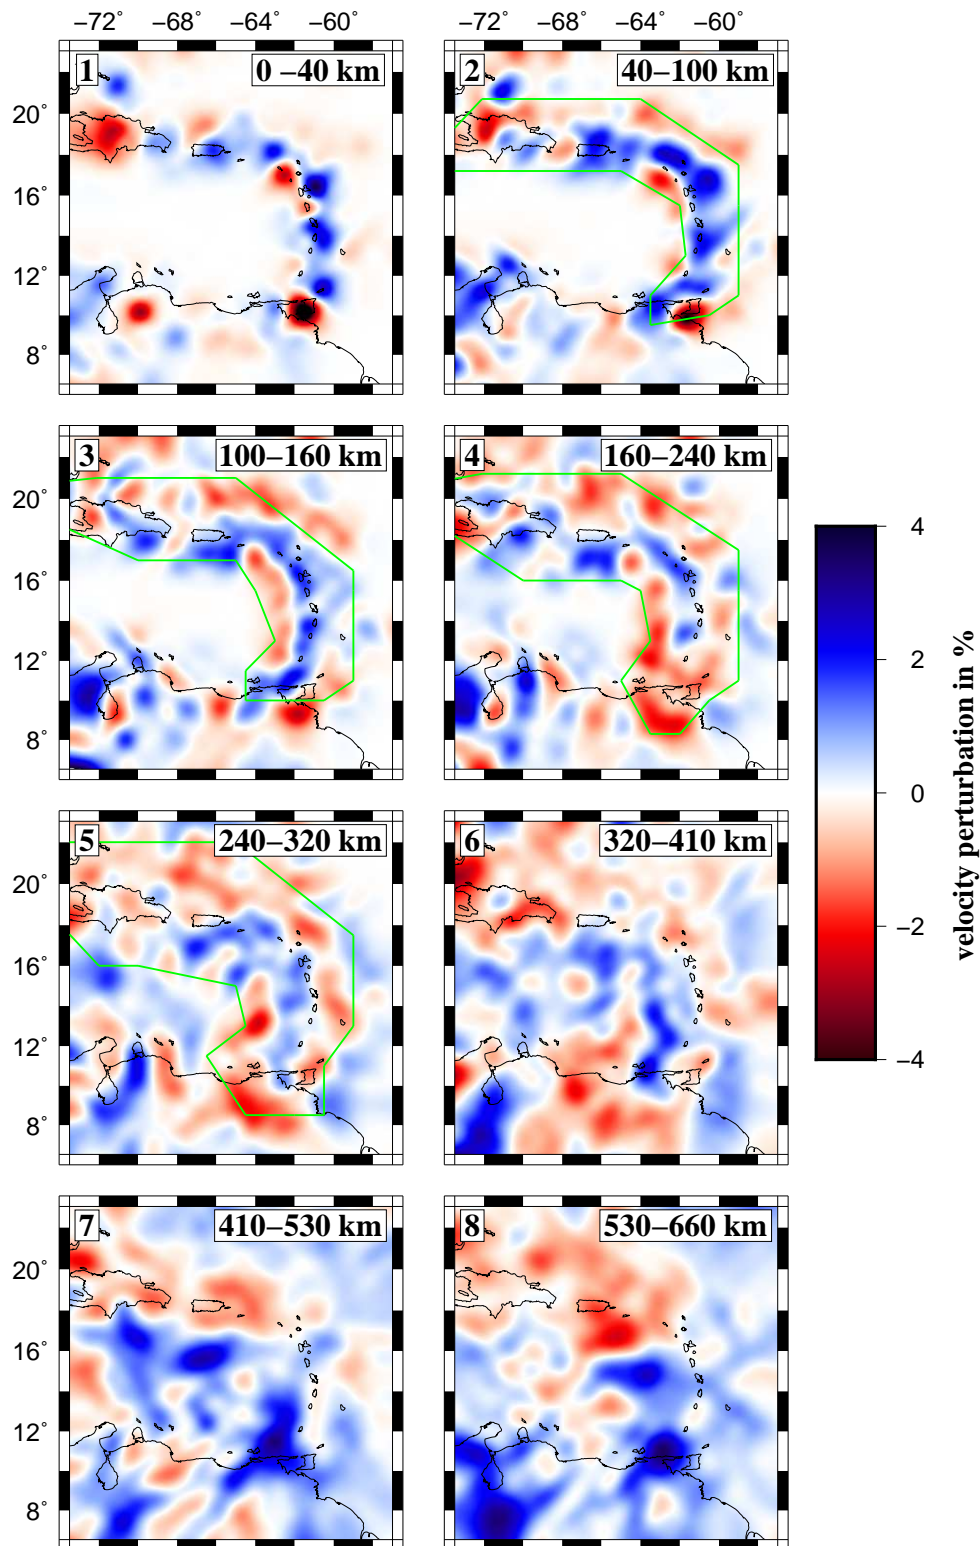 −72˚ −68˚ −64˚ −60˚ −72˚ −68˚ −64˚ −60˚
1 0 −40 km
2 40−100 km
20˚
16˚
12˚
8˚
3 100−160 km
4 160−240 km
20˚
16˚
12˚
8˚
5 240−320 km
6 320−410 km
20˚
16˚
12˚
8˚
7 410−530 km
8 530−660 km
20˚
16˚
12˚
8˚
4
2
0
−2
−4
velocity perturbation in %